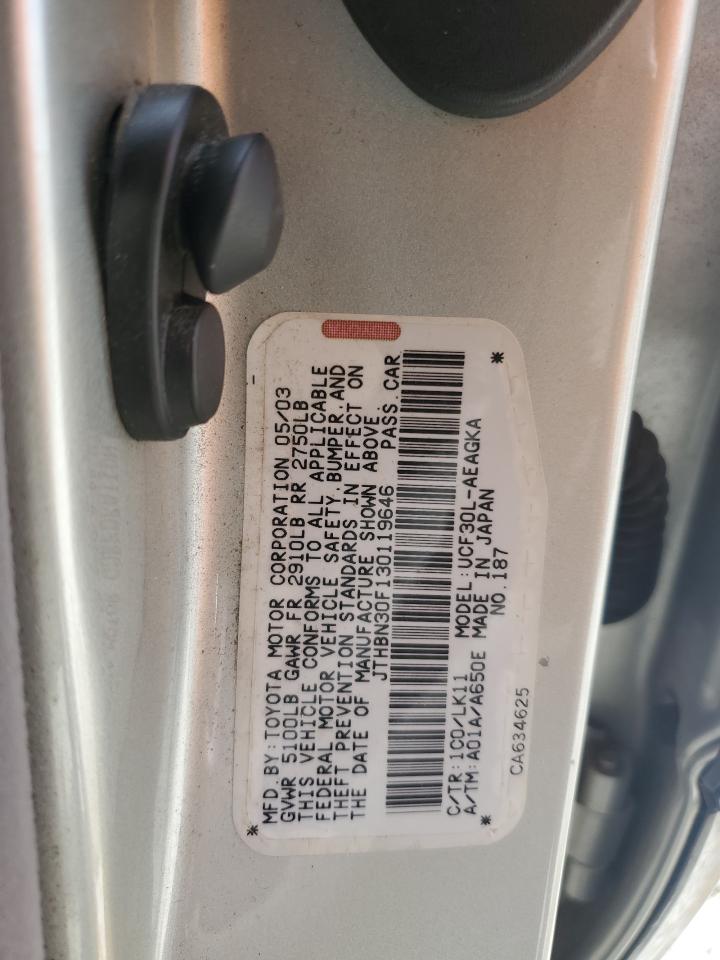 MFD.BY:TOYOTA MOTOR CORPORATION 05/03
GVWR 5100LB GAWR FR 2910LB RR 2750LB
THIS VEHICLE CONFORMS TO ALL APPLICABLE
FEDERAL MOTOR VEHICLE SAFETY,BUMPER,AND
THEFT PREVENTION STANDARDS IN EFFECT ON
THE DATE OF MANUFACTURE SHOWN ABOVE.
JTHBN30F130119646 PASS.CAR
C/TR:1C0/LK11 MODEL:UCF30L-AEAGKA
A/TM:A01A/A650E MADE IN JAPAN
NO.187
CA634625